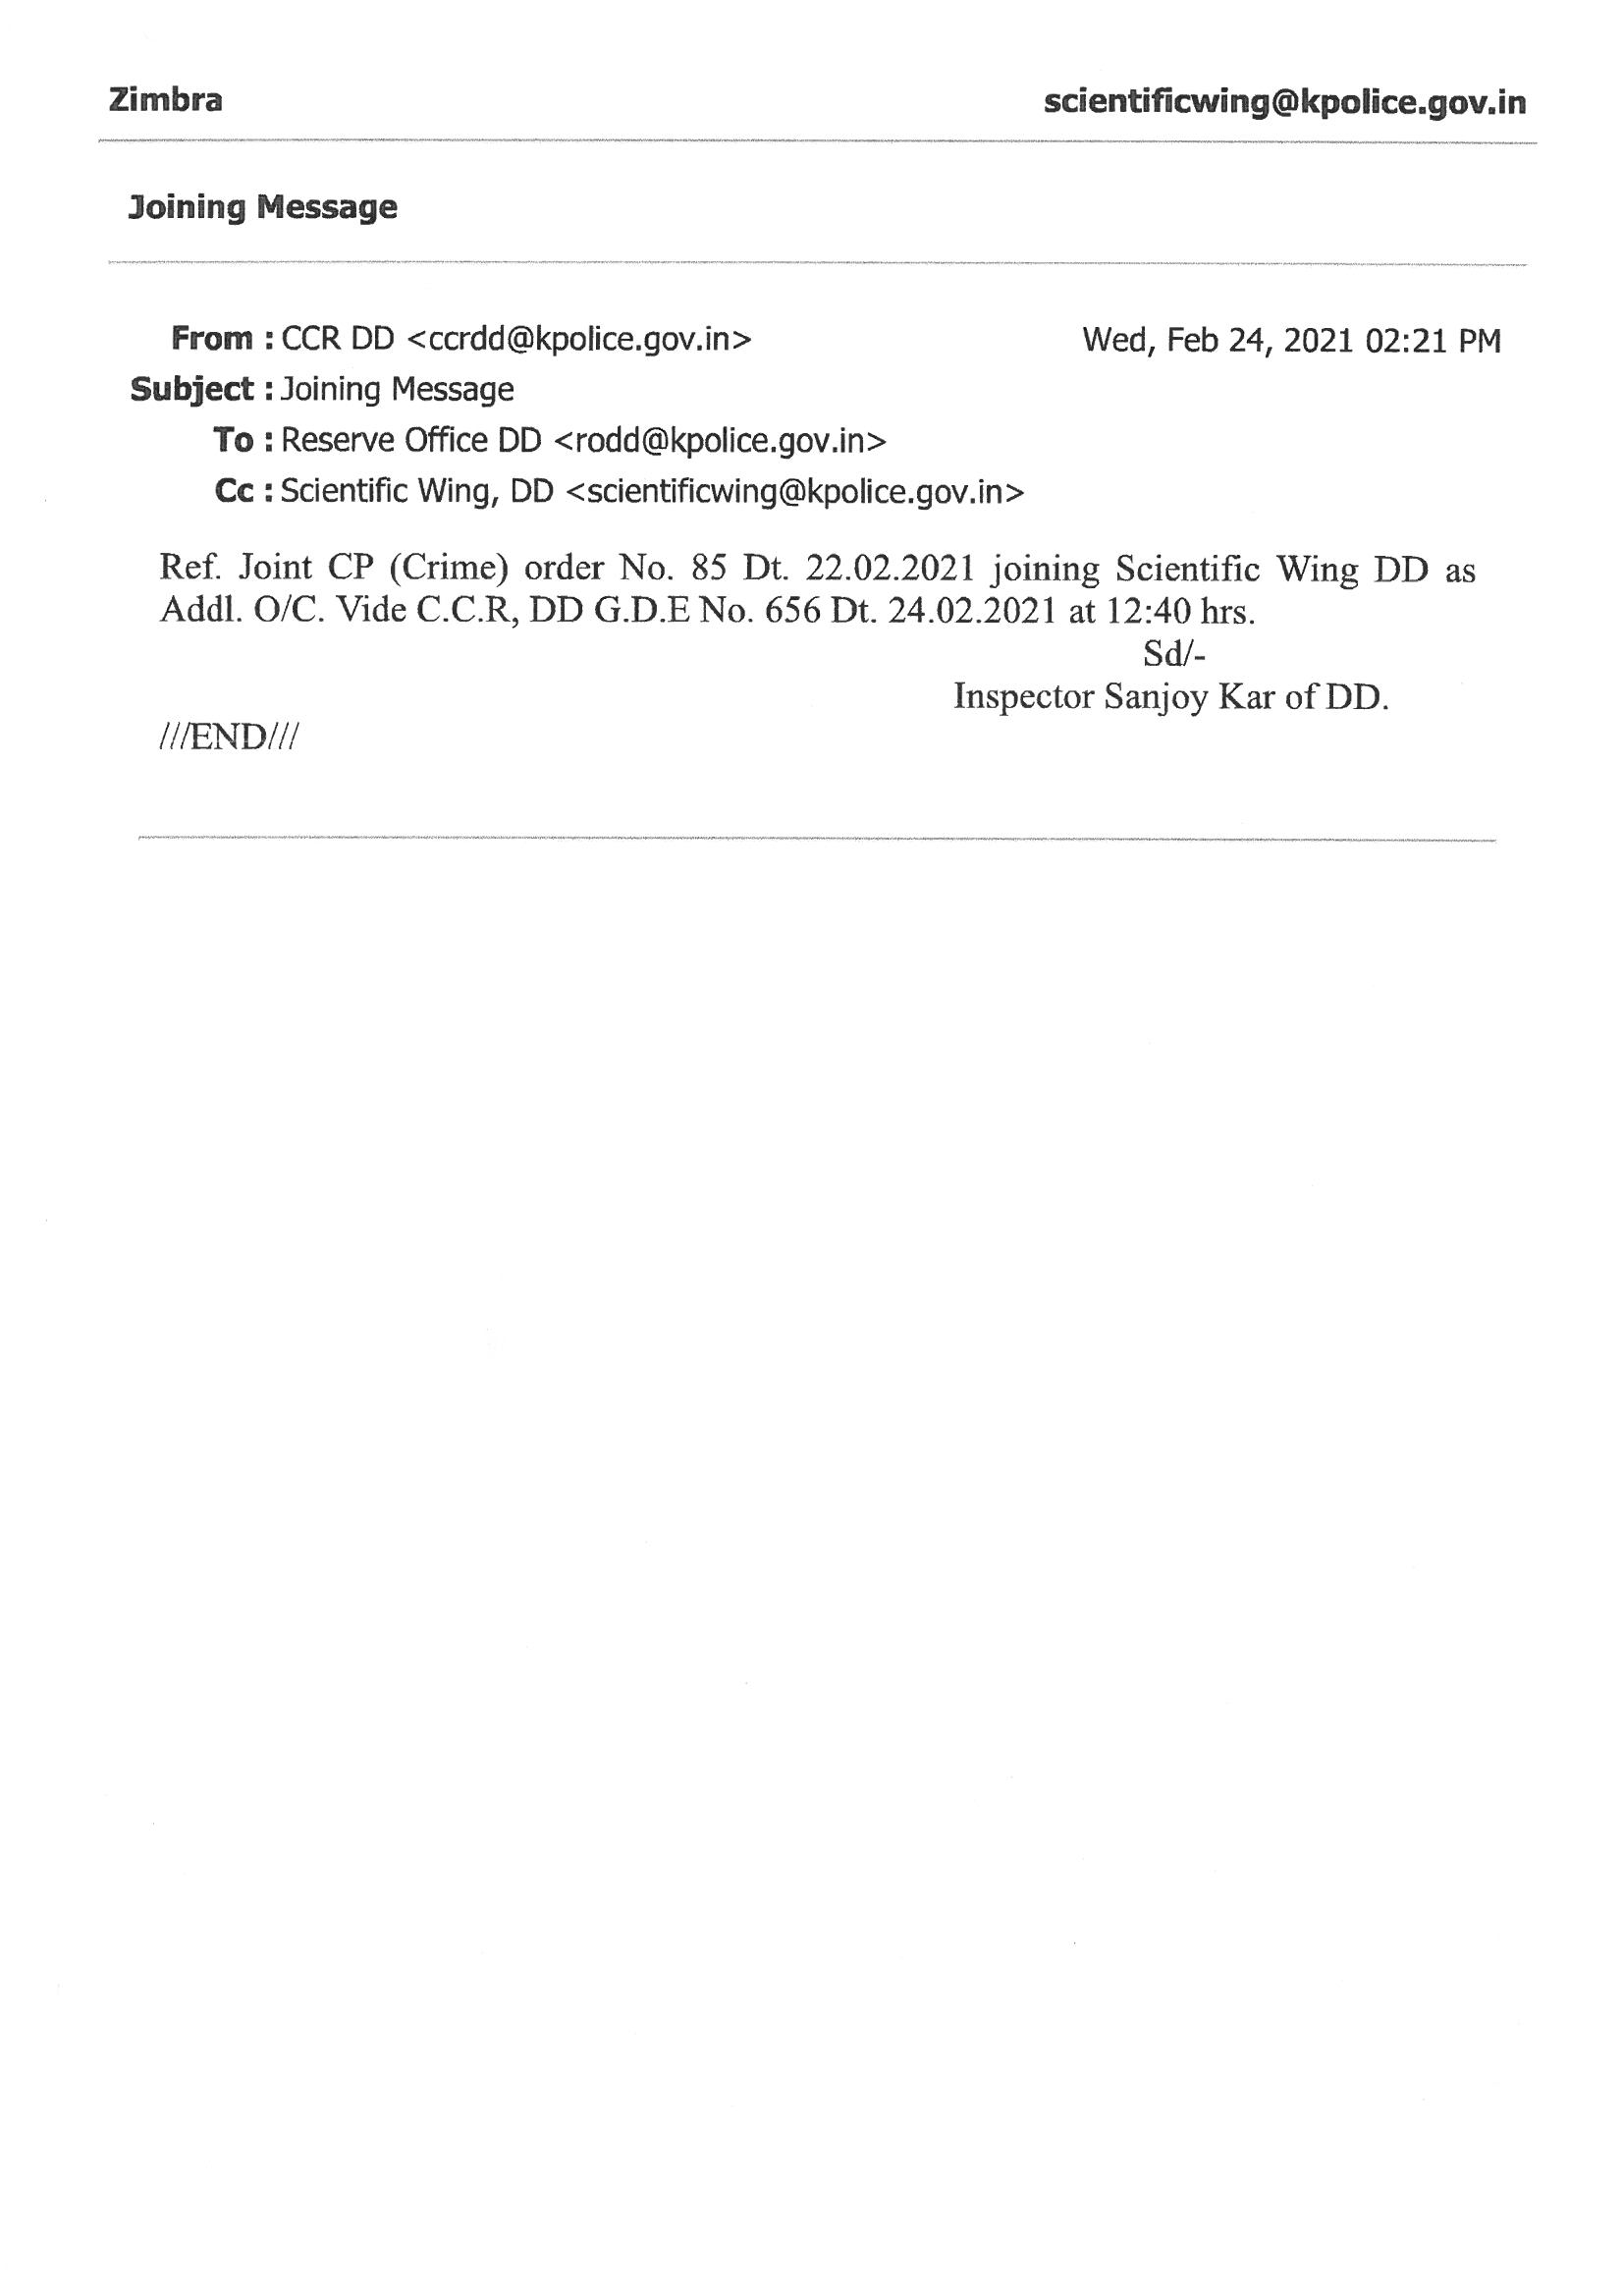 Zimbra scientificwing@kpolice.gov.in
Joining Message
From : CCR DD <ccrdd@kpolice.gov.in> Wed, Feb 24, 2021 02:21 PM
Subject : Joining Message
To : Reserve Office DD <rodd@kpolice.gov.in>
Cc : Scientific Wing, DD <scientificwing@kpolice.gov.in>
Ref. Joint CP (Crime) order No. 85 Dt. 22.02.2021 joining Scientific Wing DD as
Addl. O/C. Vide C.C.R, DD G.D.E No. 656 Dt. 24.02.2021 at 12:40 hrs.
Sd/-
Inspector Sanjoy Kar of DD.
///END///